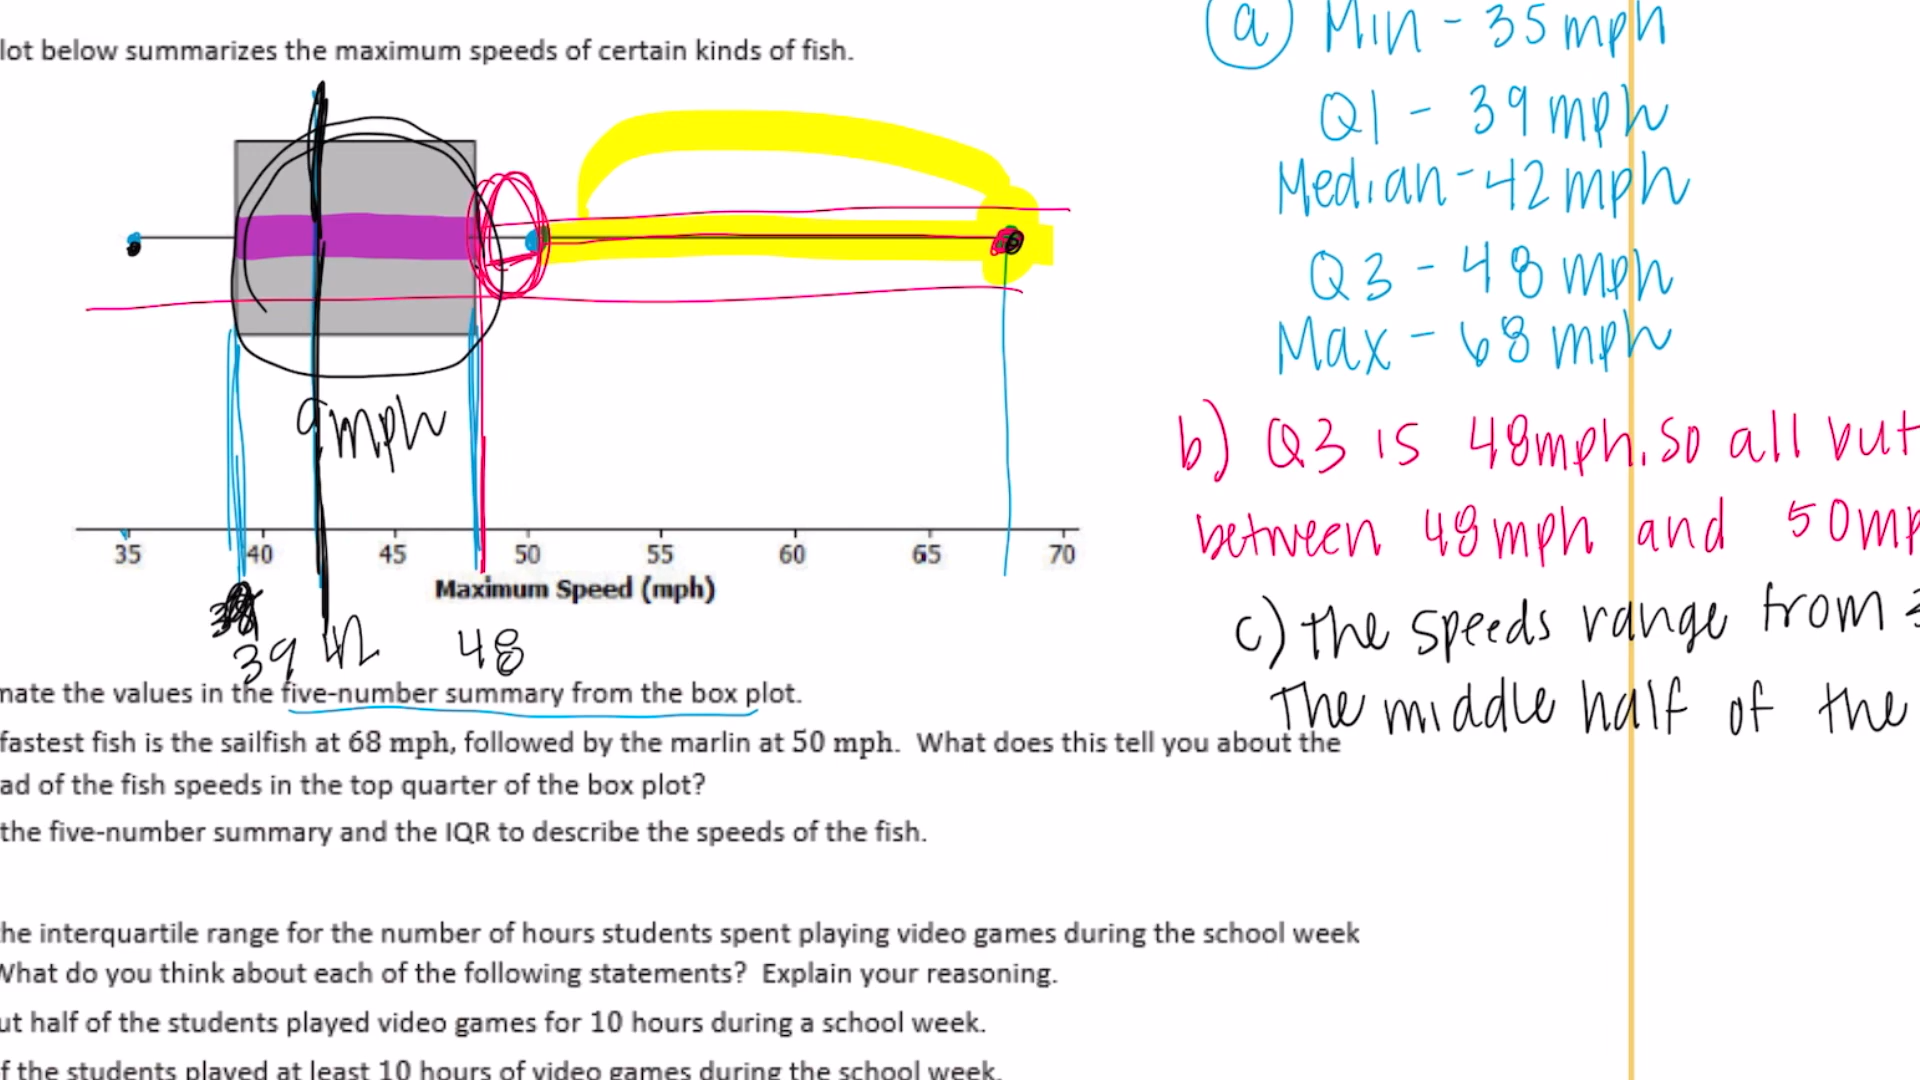 lot below summarizes the maximum speeds of certain kinds of fish.
9mph
35 40 45 50 55 60 65 70
Maximum Speed (mph)
39 42 48
nate the values in the five-number summary from the box plot.
fastest fish is the sailfish at 68 mph, followed by the marlin at 50 mph. What does this tell you about the
ad of the fish speeds in the top quarter of the box plot?
the five-number summary and the IQR to describe the speeds of the fish.
he interquartile range for the number of hours students spent playing video games during the school week
What do you think about each of the following statements? Explain your reasoning.
ut half of the students played video games for 10 hours during a school week.
f the students played at least 10 hours of video games during the school week.
a Min - 35 mph
Q1 - 39 mph
Median - 42 mph
Q3 - 48 mph
Max - 68 mph
b) Q3 is 48mph. so all but
between 48 mph and 50mp
c) the speeds range from 3
The middle half of the